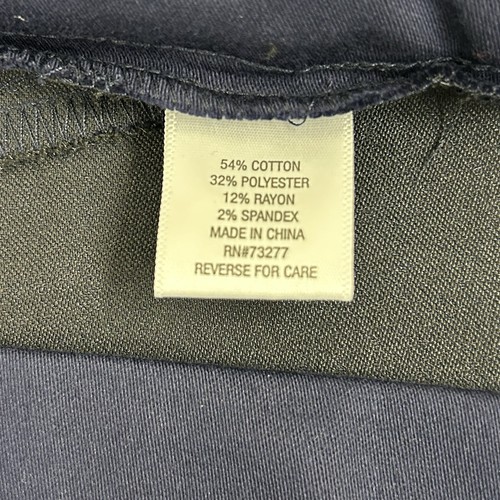 54% COTTON
32% POLYESTER
12% RAYON
2% SPANDEX
MADE IN CHINA
RN#73277
REVERSE FOR CARE